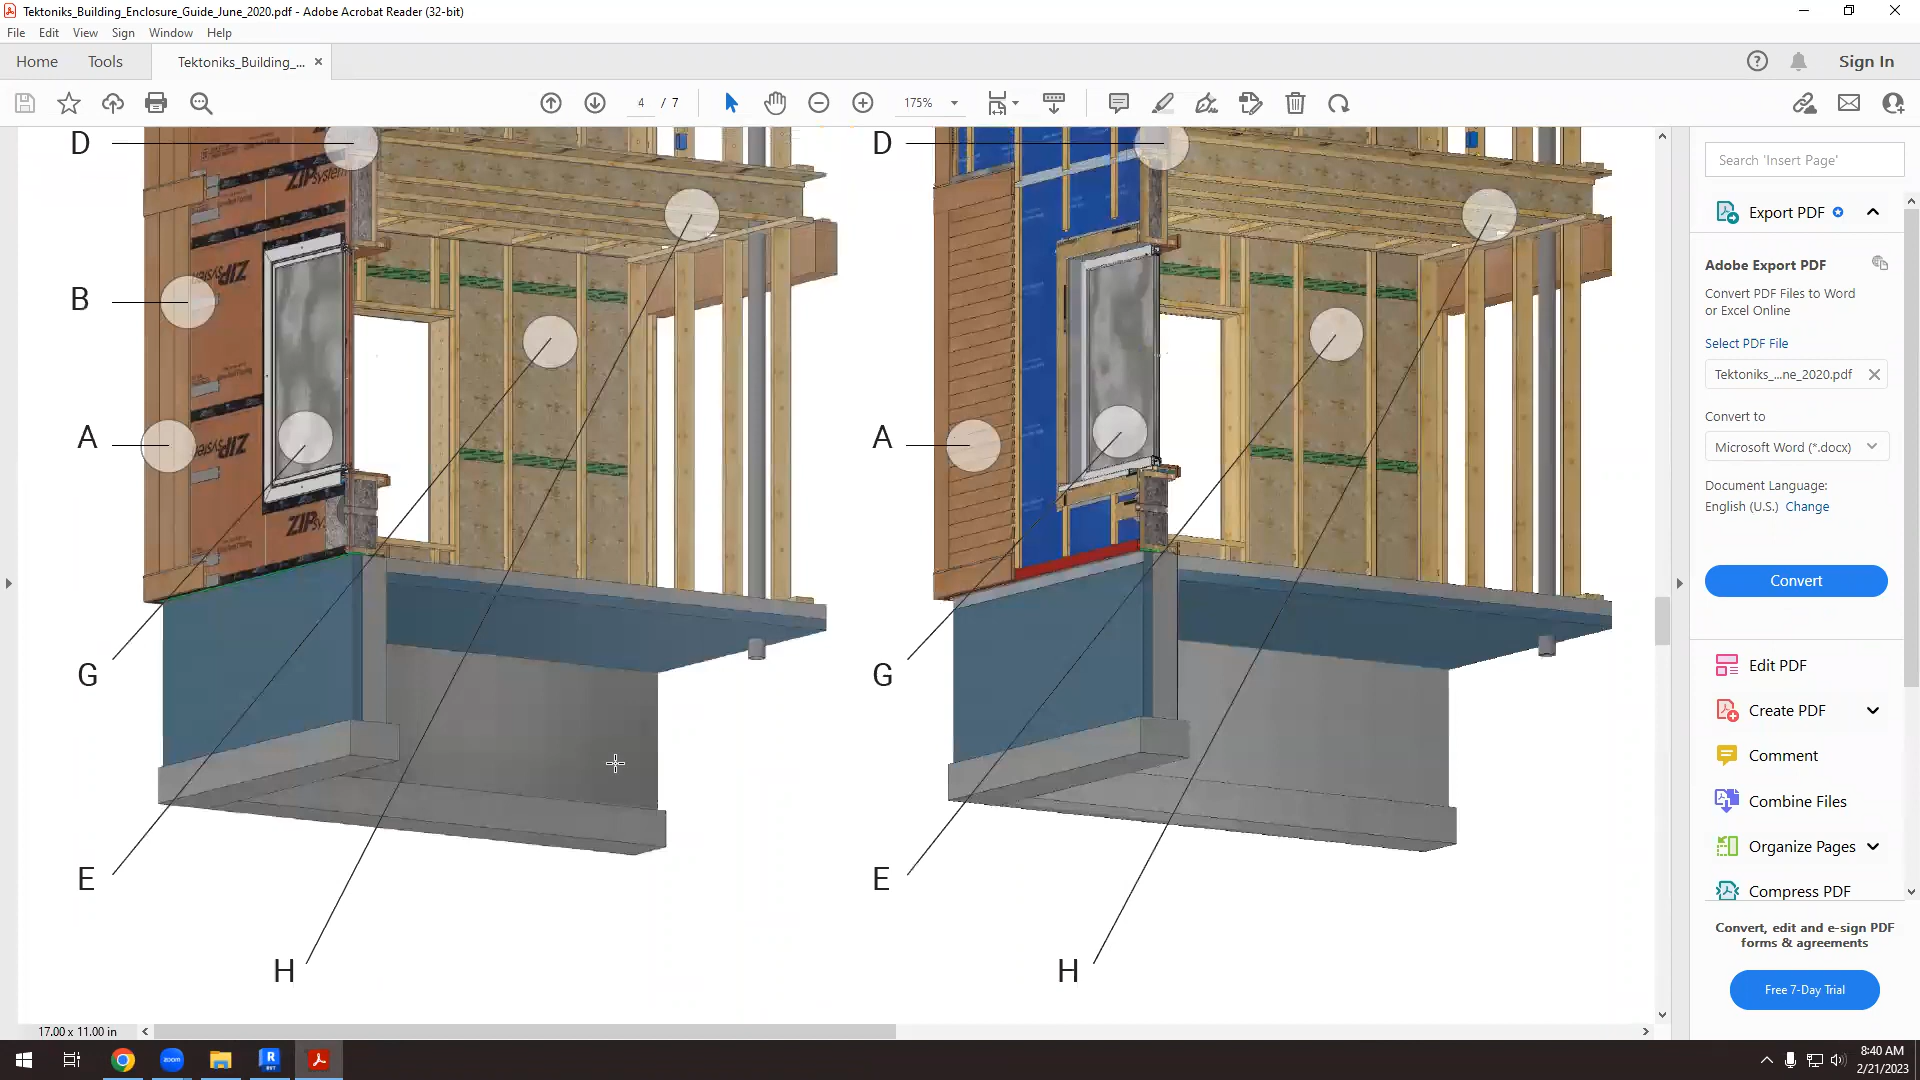 Tektoniks_Building_Enclosure_Guide_June_2020.pdf - Adobe Acrobat Reader (32-bit)
File Edit View Sign Window Help
Home Tools Tektoniks_Building_... × Sign In
4 / 7 175%
D
B
A
G
E
H
ZIPsystem
D
A
G
E
H
Search 'Insert Page'
Export PDF
Adobe Export PDF
Convert PDF Files to Word
or Excel Online
Select PDF File
Tektoniks_...ne_2020.pdf
Convert to
Microsoft Word (*.docx)
Document Language:
English (U.S.) Change
Convert
Edit PDF
Create PDF
Comment
Combine Files
Organize Pages
Compress PDF
Convert, edit and e-sign PDF
forms & agreements
Free 7-Day Trial
17.00 x 11.00 in
zoom
R
8:40 AM
2/21/2023